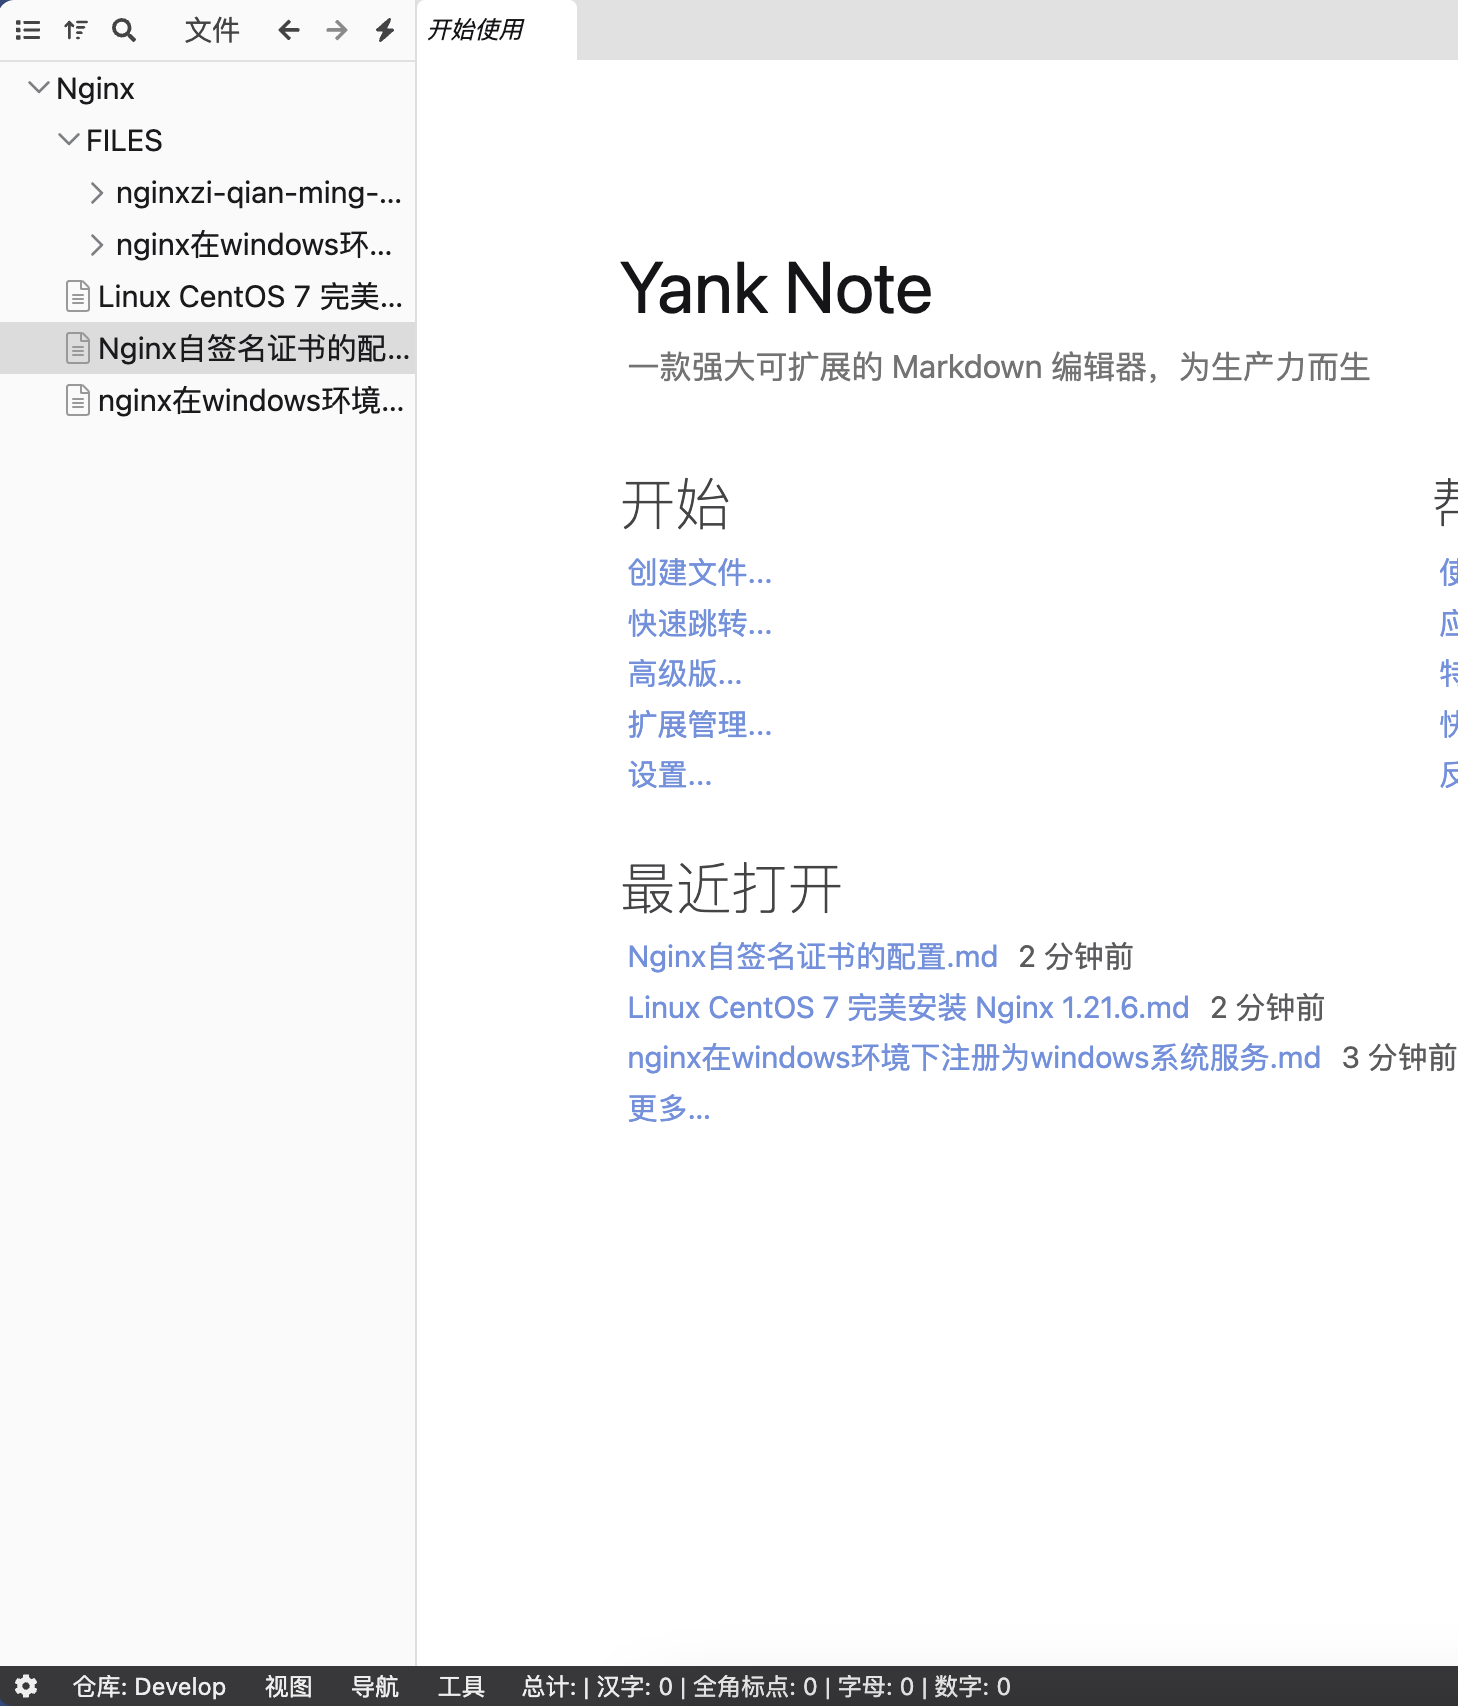 文件
开始使用
Nginx
FILES
nginxzi-qian-ming-...
nginx在windows环...
Linux CentOS 7 完美...
Nginx自签名证书的配...
nginx在windows环境...
Yank Note
一款强大可扩展的 Markdown 编辑器，为生产力而生
开始
创建文件...
快速跳转...
高级版...
扩展管理...
设置...
最近打开
Nginx自签名证书的配置.md 2 分钟前
Linux CentOS 7 完美安装 Nginx 1.21.6.md 2 分钟前
nginx在windows环境下注册为windows系统服务.md 3 分钟前
更多...
仓库: Develop 视图 导航 工具 总计: | 汉字: 0 | 全角标点: 0 | 字母: 0 | 数字: 0